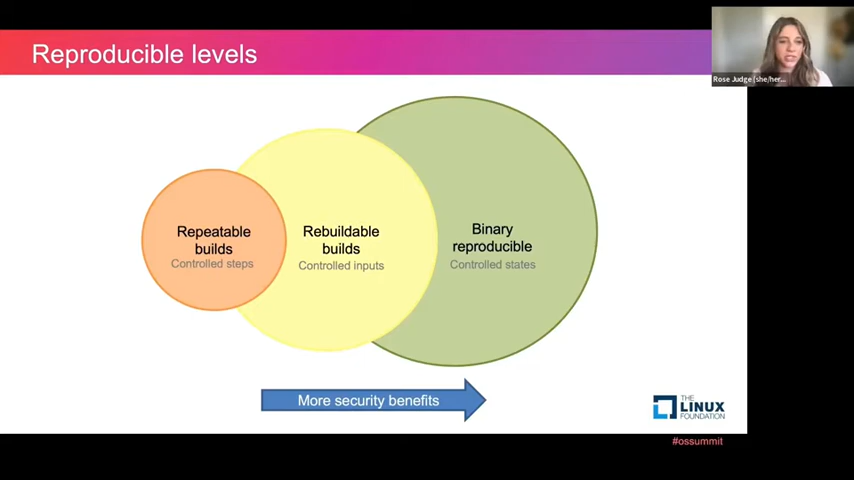 Reproducible levels
Rose Judge (she/her...
Repeatable
builds
Controlled steps
Rebuildable
builds
Controlled inputs
Binary
reproducible
Controlled states
More security benefits
THE
LINUX
FOUNDATION
#ossummit